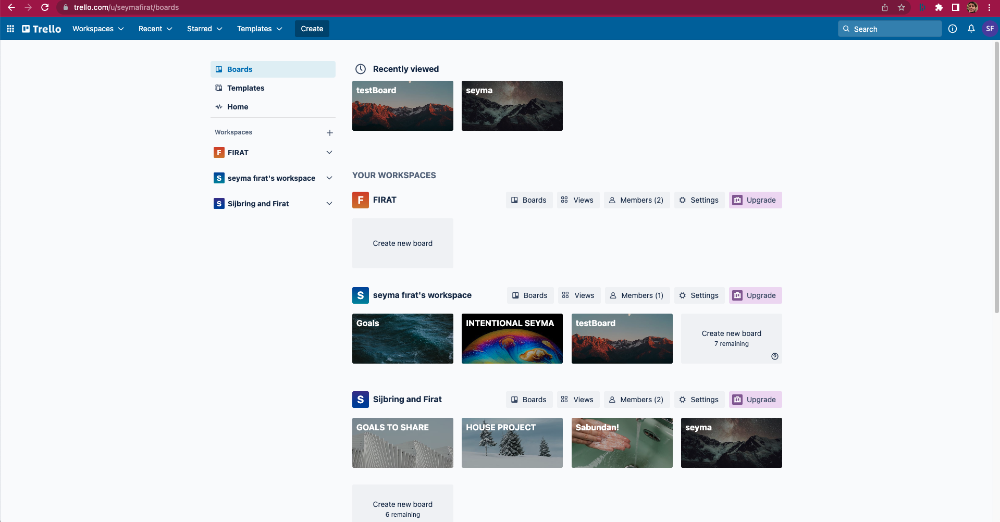 trello.com/u/seymafirat/boards
Trello Workspaces Recent Starred Templates Create Search SF
Boards
Templates
Home
Workspaces
F FIRAT
S seyma fırat's workspace
S Sijbring and Firat
Recently viewed
testBoard
seyma
YOUR WORKSPACES
F FIRAT Boards Views Members (2) Settings Upgrade
Create new board
S seyma fırat's workspace Boards Views Members (1) Settings Upgrade
Goals
INTENTIONAL SEYMA
testBoard
Create new board
7 remaining
S Sijbring and Firat Boards Views Members (2) Settings Upgrade
GOALS TO SHARE
HOUSE PROJECT
Sabundan!
seyma
Create new board
6 remaining